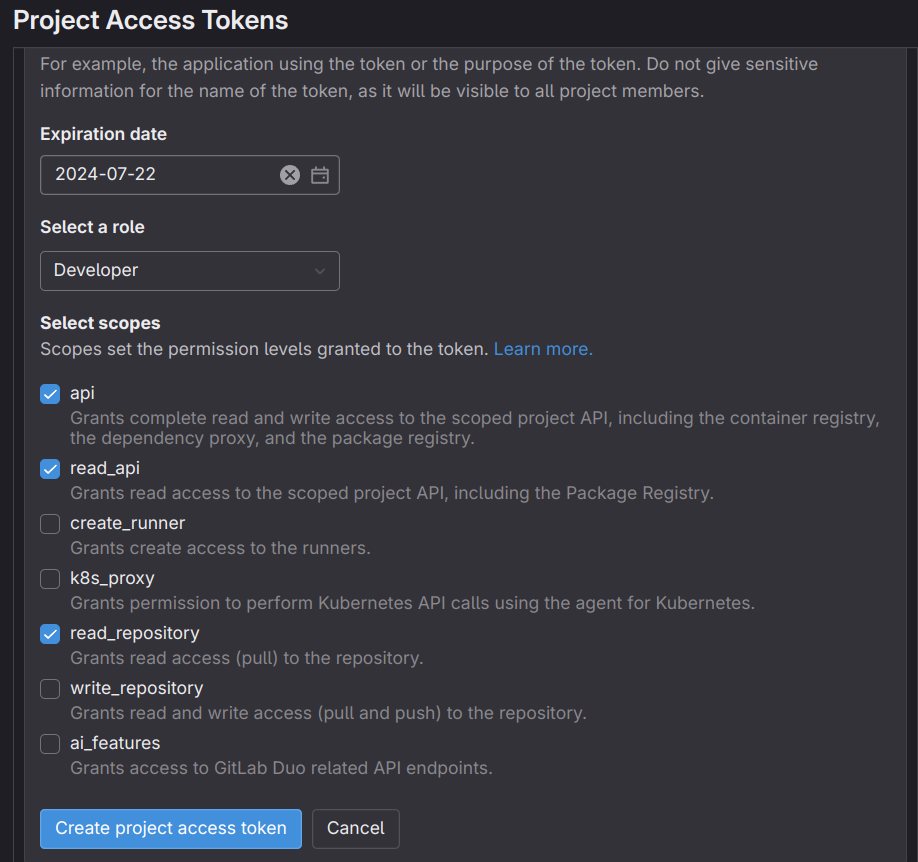 Project Access Tokens
For example, the application using the token or the purpose of the token. Do not give sensitive
information for the name of the token, as it will be visible to all project members.
Expiration date
2024-07-22
Select a role
Developer
Select scopes
Scopes set the permission levels granted to the token. Learn more.
api
Grants complete read and write access to the scoped project API, including the container registry,
the dependency proxy, and the package registry.
read_api
Grants read access to the scoped project API, including the Package Registry.
create_runner
Grants create access to the runners.
k8s_proxy
Grants permission to perform Kubernetes API calls using the agent for Kubernetes.
read_repository
Grants read access (pull) to the repository.
write_repository
Grants read and write access (pull and push) to the repository.
ai_features
Grants access to GitLab Duo related API endpoints.
Create project access token Cancel